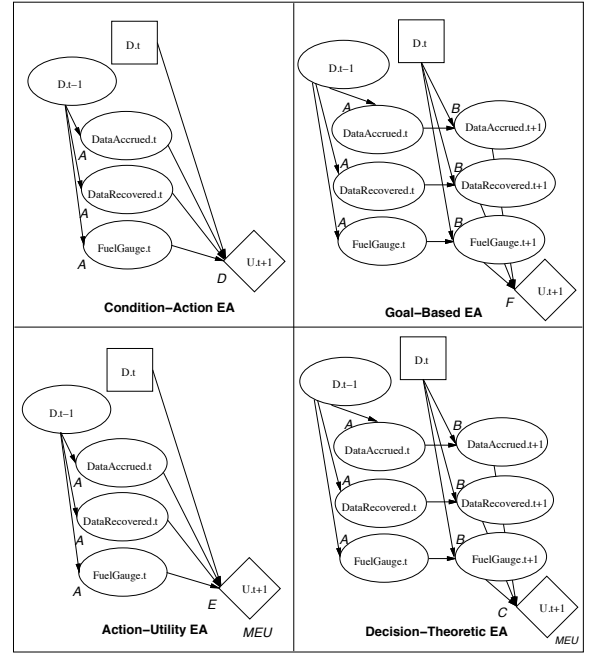 D.t
D.t−1
DataAccrued.t
A
DataRecovered.t
A
FuelGauge.t
A
D
U.t+1
Condition−Action EA
D.t
D.t−1
A
B
DataAccrued.t
DataAccrued.t+1
A
B
DataRecovered.t
DataRecovered.t+1
A
B
FuelGauge.t
FuelGauge.t+1
F
U.t+1
Goal−Based EA
D.t
D.t−1
DataAccrued.t
A
DataRecovered.t
A
FuelGauge.t
A
E
U.t+1
Action−Utility EA
MEU
D.t
D.t−1
A
B
DataAccrued.t
DataAccrued.t+1
A
B
DataRecovered.t
DataRecovered.t+1
A
B
FuelGauge.t
FuelGauge.t+1
C
U.t+1
Decision−Theoretic EA
MEU